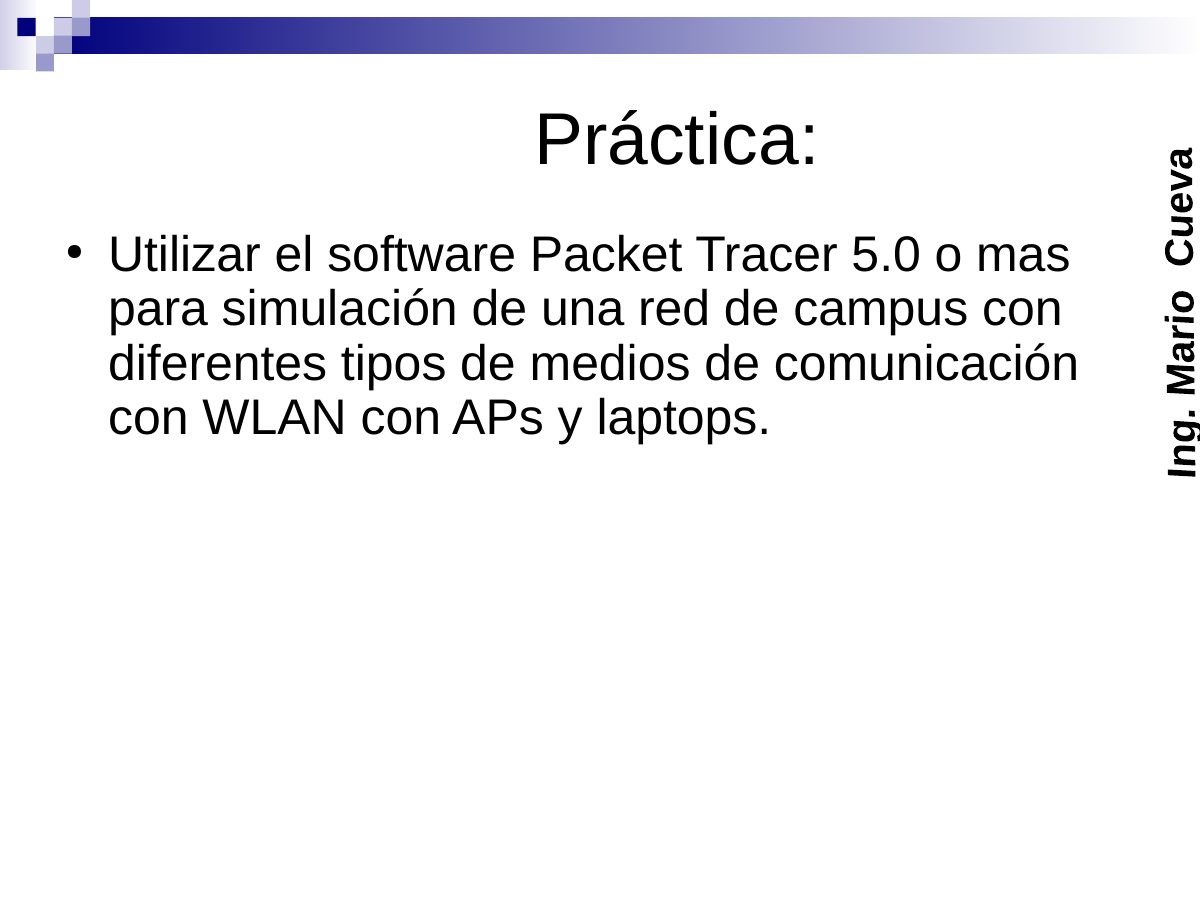 Práctica:
• Utilizar el software Packet Tracer 5.0 o mas
para simulación de una red de campus con
diferentes tipos de medios de comunicación
con WLAN con APs y laptops.
Ing. Mario  Cueva